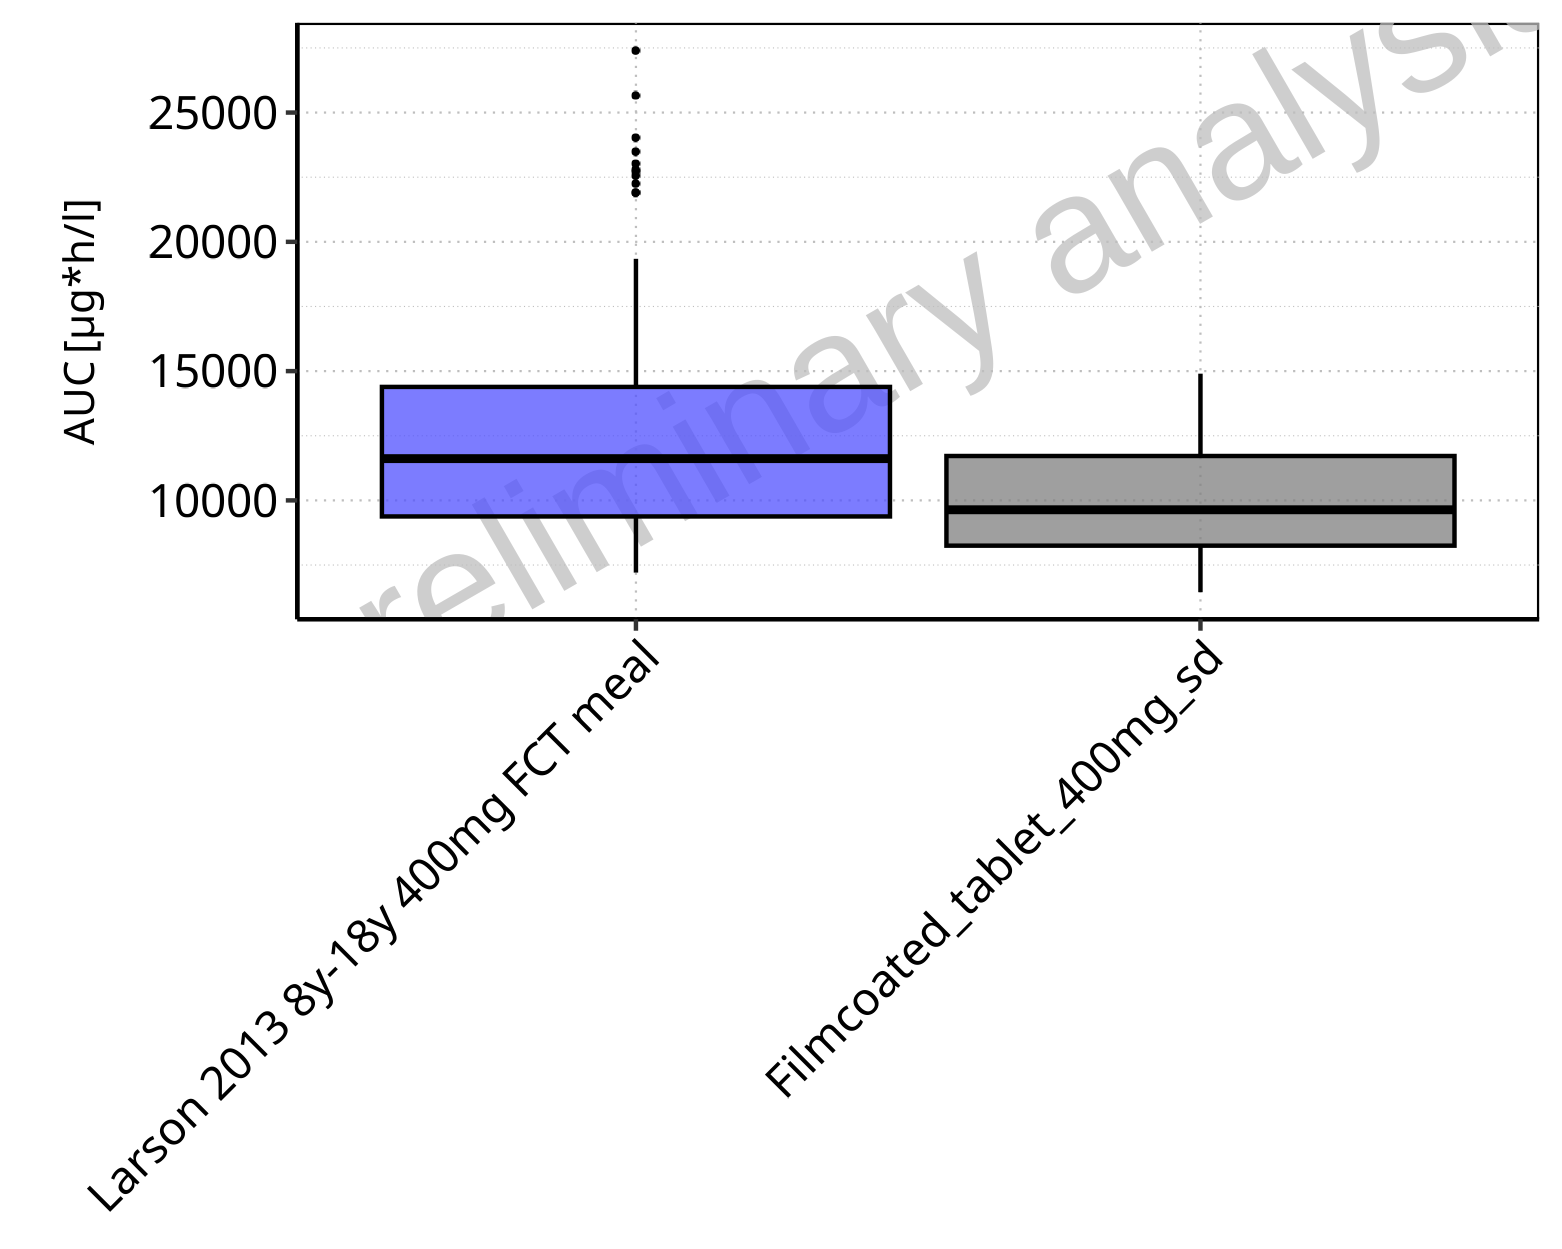 AUC [µg*h/l]
25000
20000
15000
10000
reliminary analysis
Larson 2013 8y-18y 400mg FCT meal
Filmcoated_tablet_400mg_sd